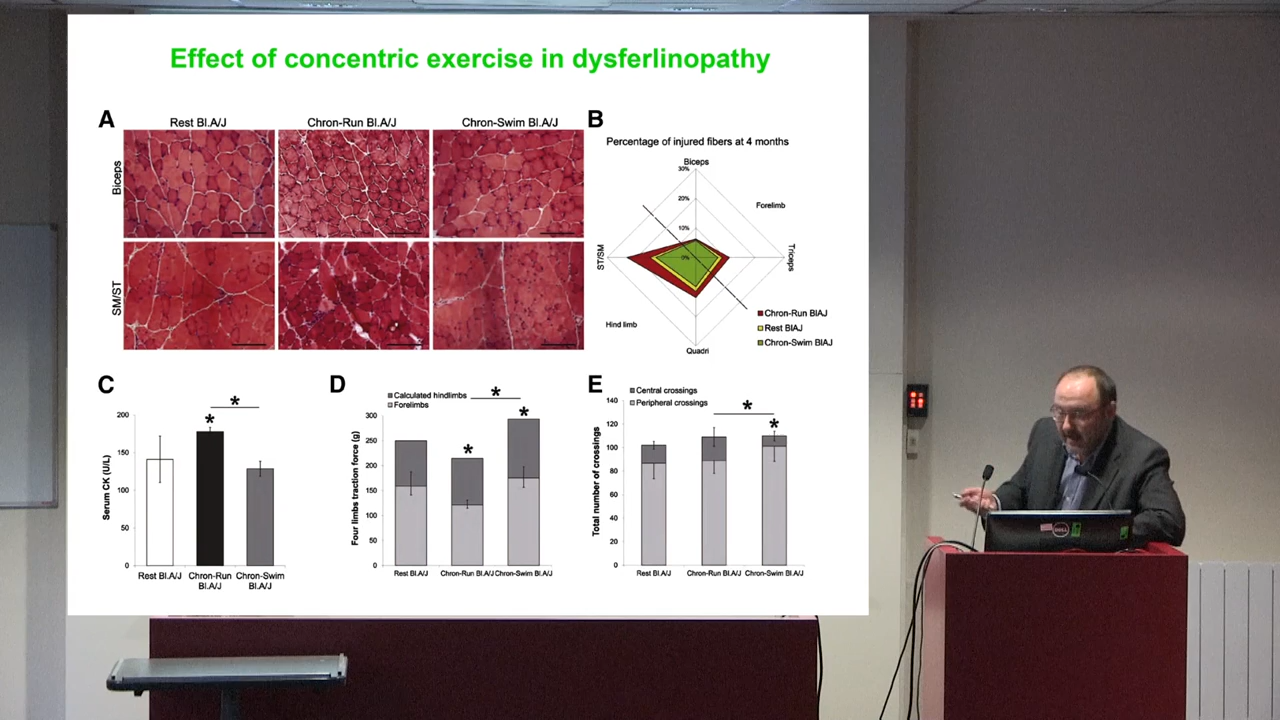 Effect of concentric exercise in dysferlinopathy
A
Rest Bl.A/J
Chron-Run Bl.A/J
Chron-Swim Bl.A/J
Biceps
SM/ST
B
Percentage of injured fibers at 4 months
Biceps
30%
20%
10%
0%
Forelimb
Triceps
ST/SM
Hind limb
Quadri
Chron-Run BlAJ
Rest BlAJ
Chron-Swim BlAJ
C
Serum CK (U/L)
200
150
100
50
0
*
*
Rest Bl.A/J
Chron-Run Bl.A/J
Chron-Swim Bl.A/J
D
Calculated hindlimbs
Forelimbs
Four limbs traction force (g)
300
250
200
150
100
50
0
*
*
*
Rest Bl.A/J
Chron-Run Bl.A/J
Chron-Swim Bl.A/J
E
Central crossings
Peripheral crossings
Total number of crossings
140
120
100
80
60
40
20
0
*
*
Rest Bl.A/J
Chron-Run Bl.A/J
Chron-Swim Bl.A/J
DELL